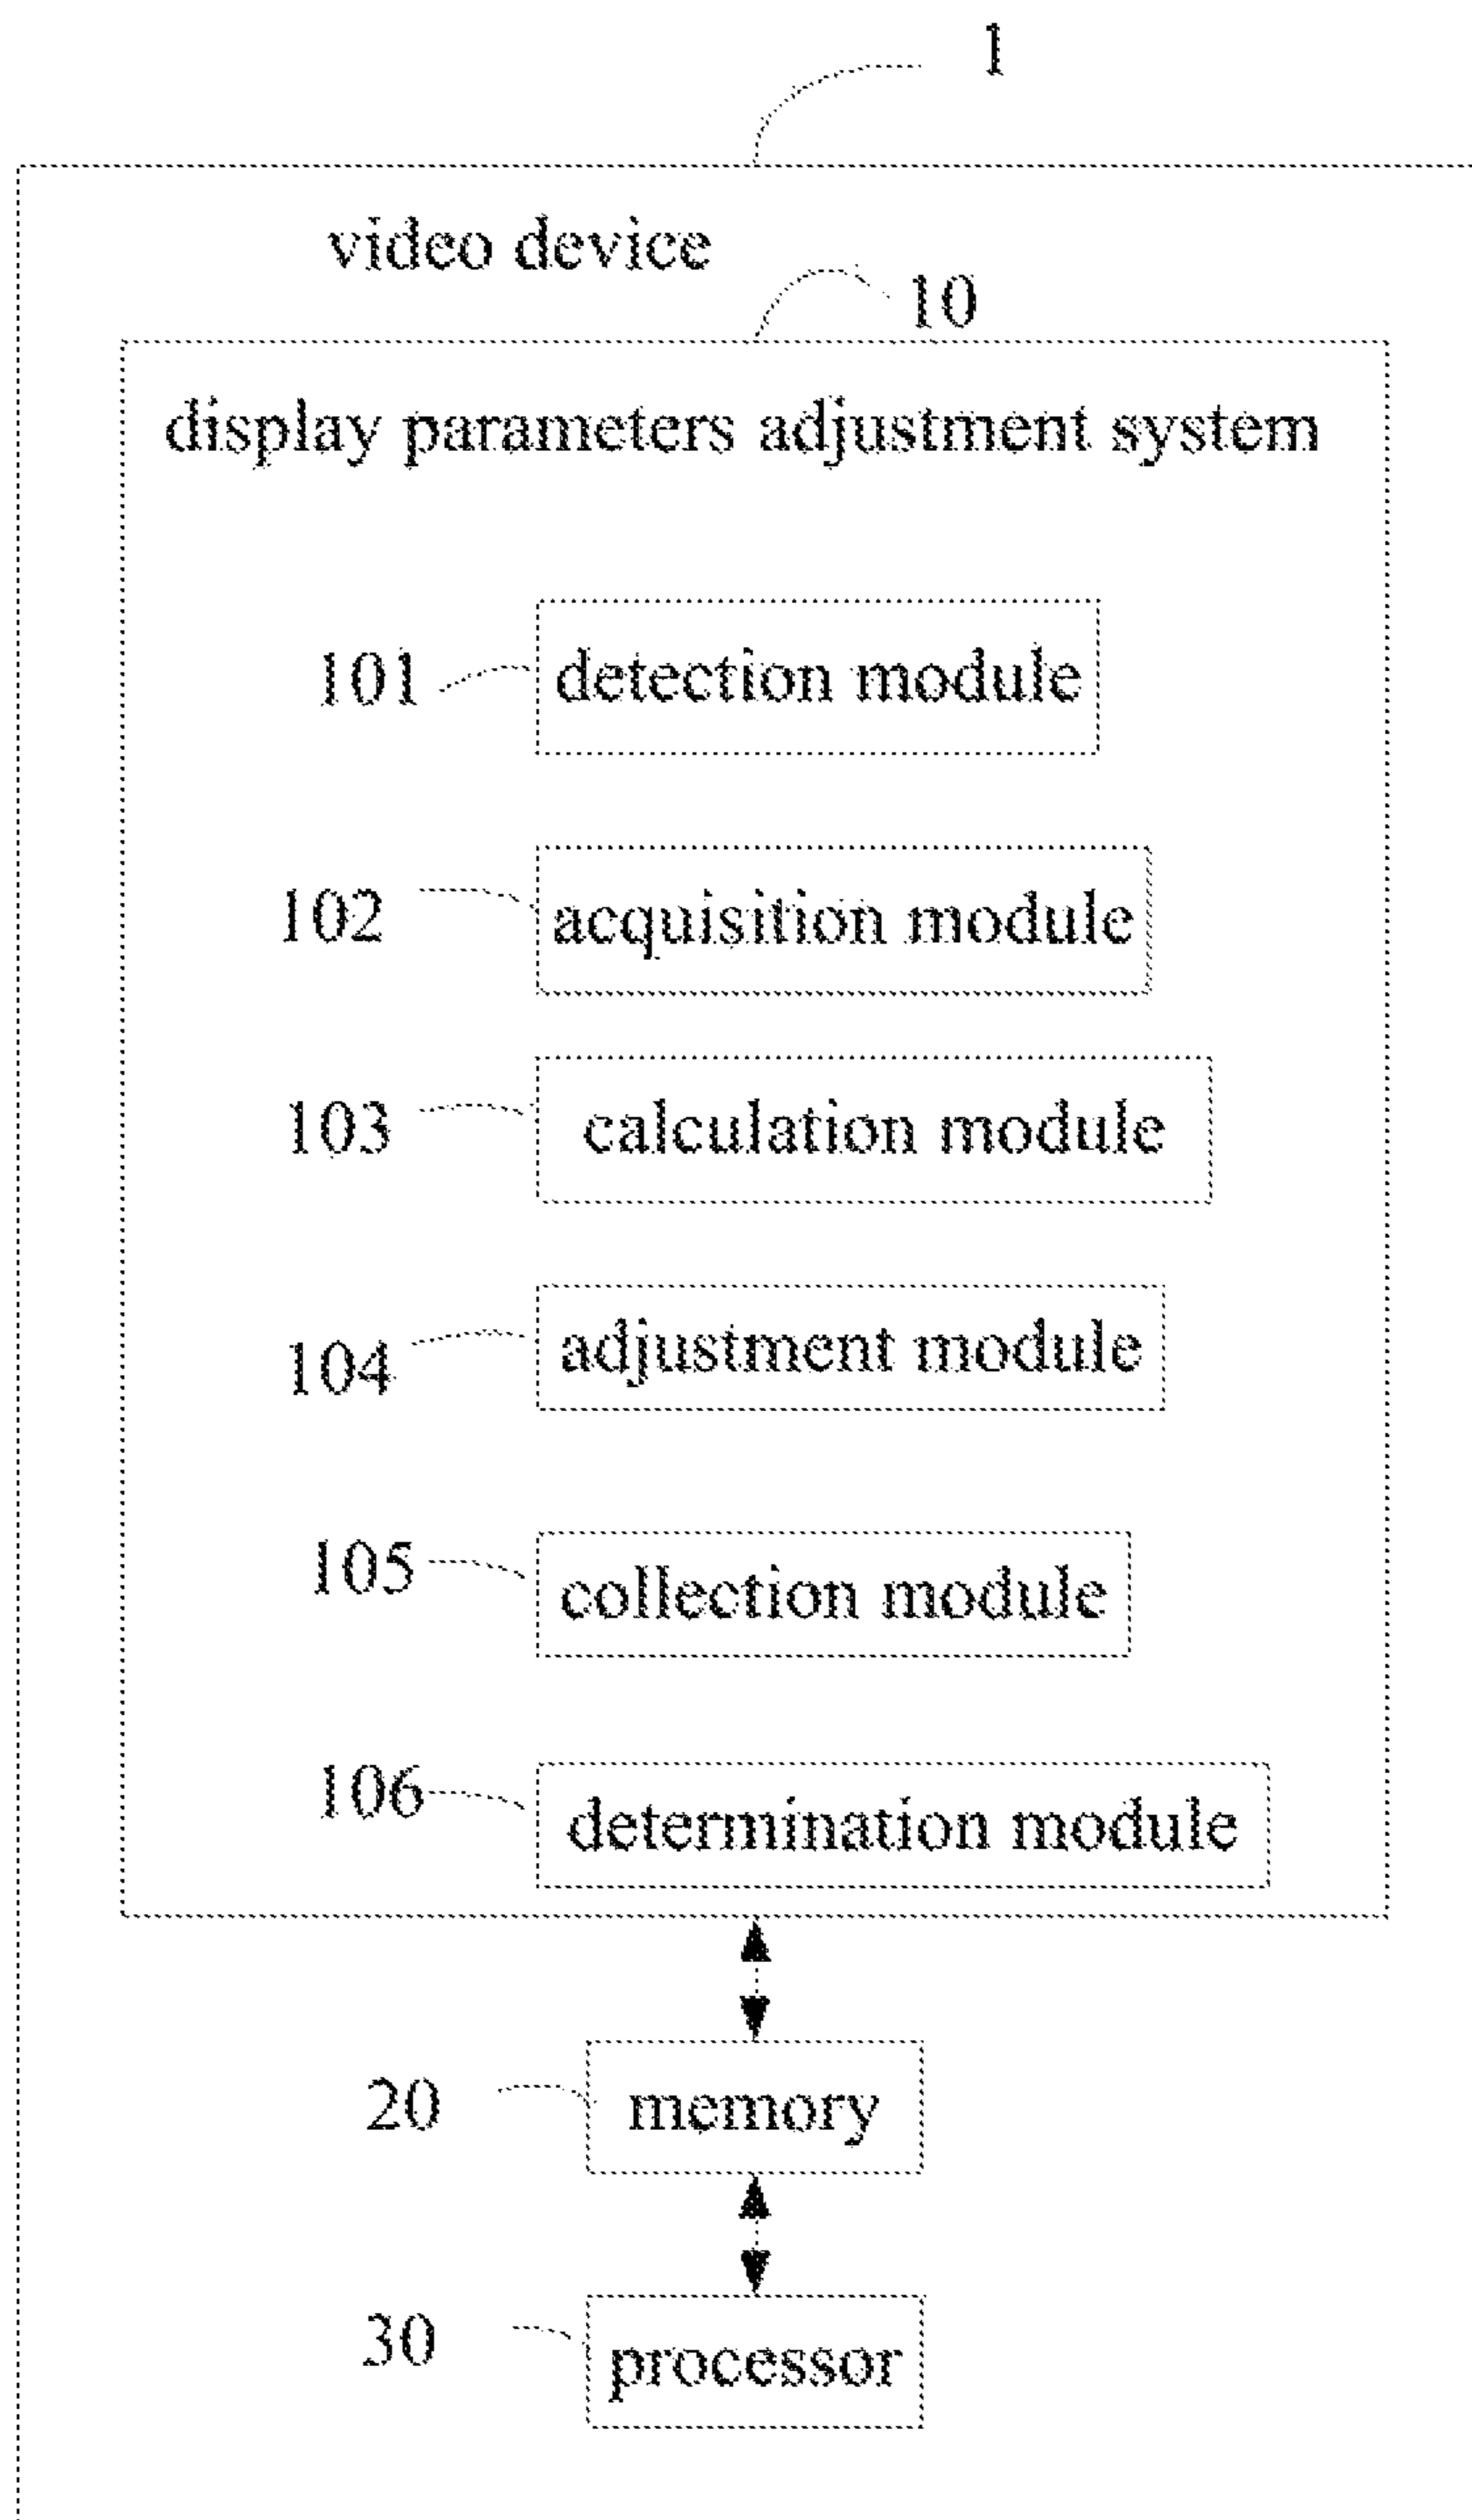 1
video device
10
display parameters adjustment system
101 detection module
102 acquisition module
103 calculation module
104 adjustment module
105 collection module
106 determination module
20 memory
30 processor